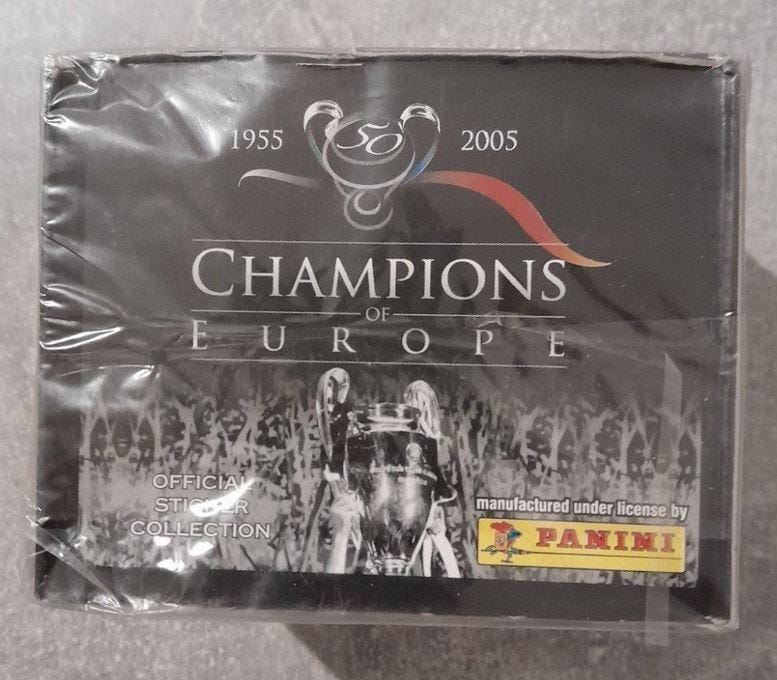 1955 50 2005
CHAMPIONS
OF
EUROPE
OFFICIAL
STICKER
COLLECTION
manufactured under license by
PANINI